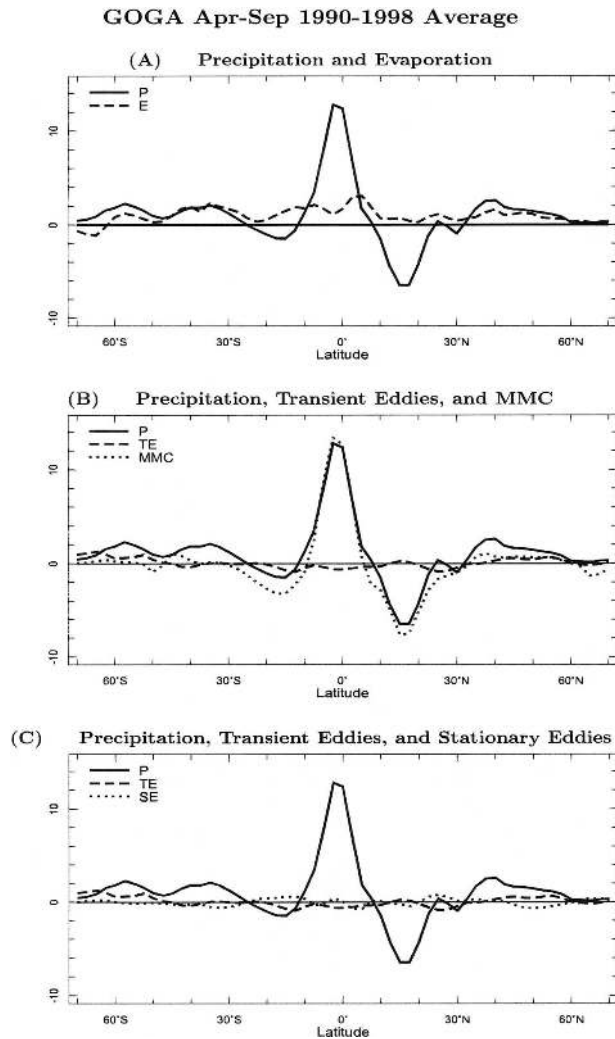 GOGA Apr-Sep 1990-1998 Average
(A) Precipitation and Evaporation
P
E
10
0
-10
60°S 30°S 0° 30°N 60°N
Latitude
(B) Precipitation, Transient Eddies, and MMC
P
TE
MMC
10
0
-10
60°S 30°S 0° 30°N 60°N
Latitude
(C) Precipitation, Transient Eddies, and Stationary Eddies
P
TE
SE
10
0
-10
60°S 30°S 0° 30°N 60°N
Latitude